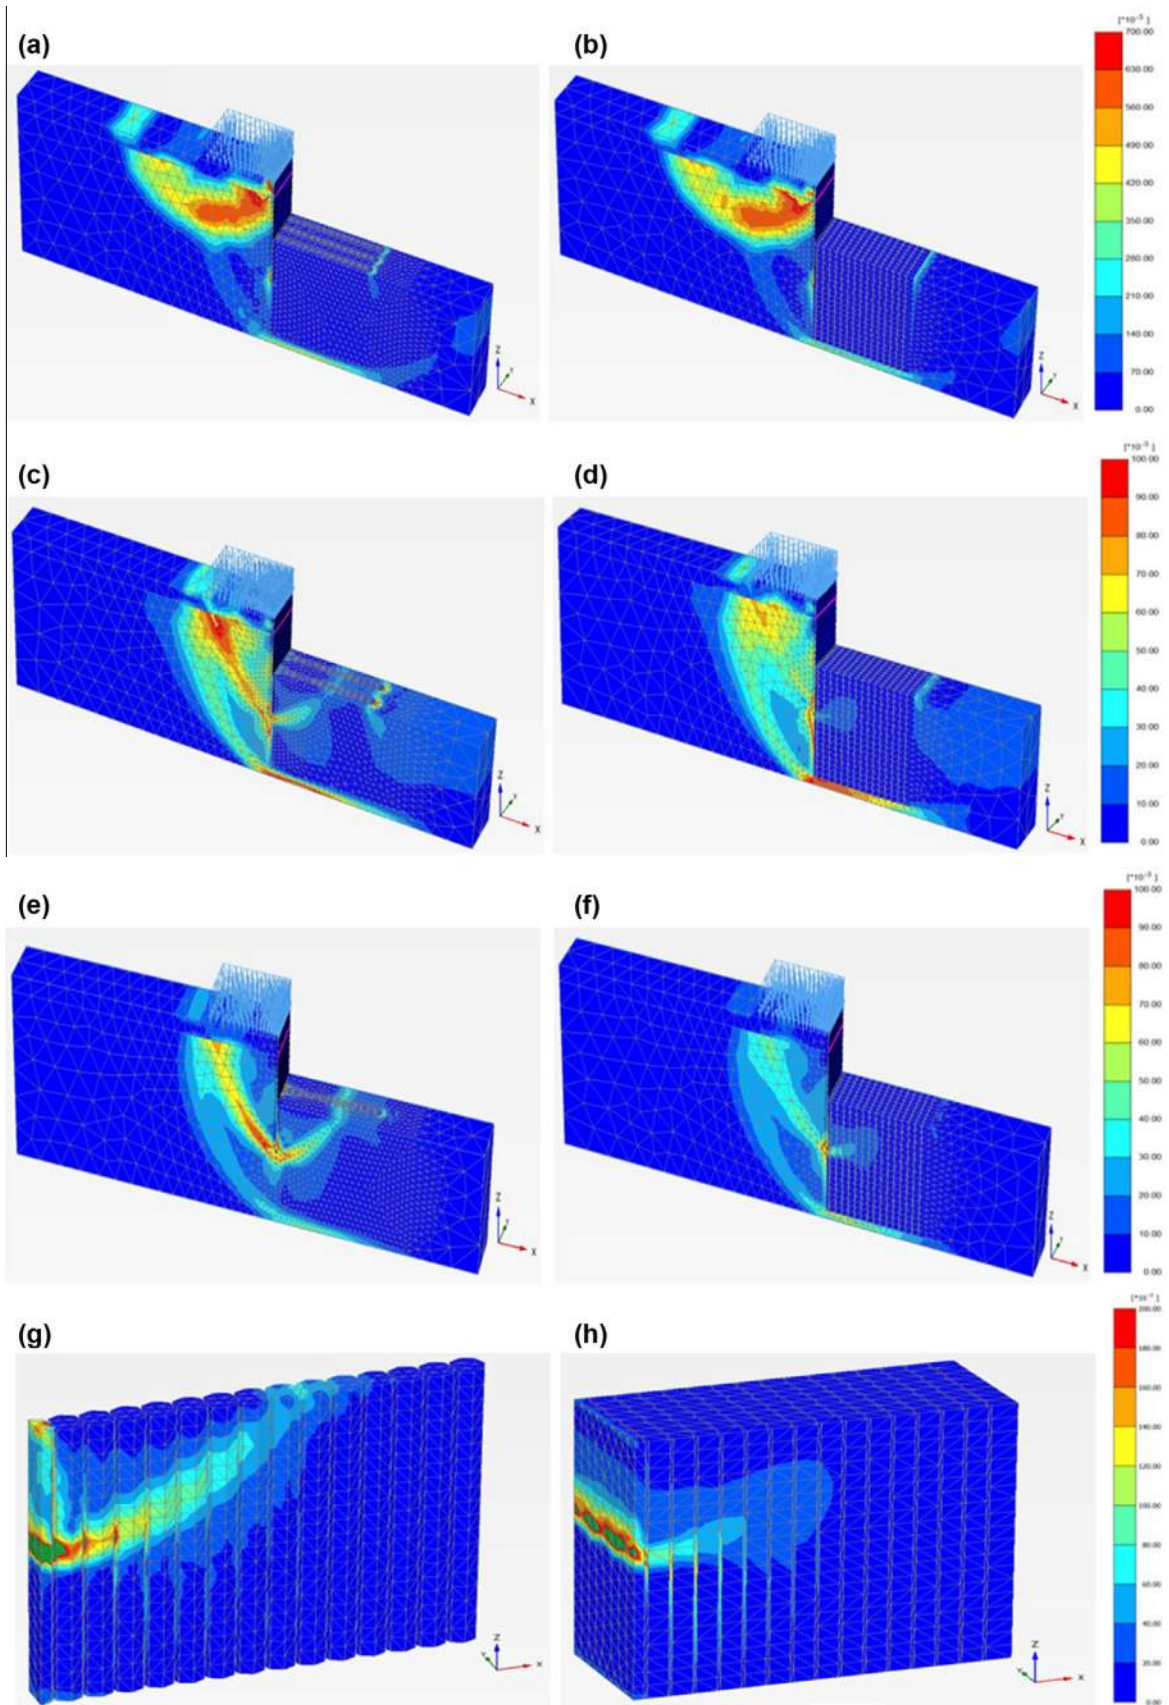 (a)
(b)
[*10⁻³]
700.00
630.00
560.00
490.00
420.00
350.00
280.00
210.00
140.00
70.00
0.00
Z
Y
X
Z
Y
X
(c)
(d)
[*10⁻³]
100.00
90.00
80.00
70.00
60.00
50.00
40.00
30.00
20.00
10.00
0.00
Z
Y
X
Z
Y
X
(e)
(f)
[*10⁻³]
100.00
90.00
80.00
70.00
60.00
50.00
40.00
30.00
20.00
10.00
0.00
Z
Y
X
Z
Y
X
(g)
(h)
[*10⁻³]
200.00
180.00
160.00
140.00
120.00
100.00
80.00
60.00
40.00
20.00
0.00
Z
Y
X
Z
Y
X